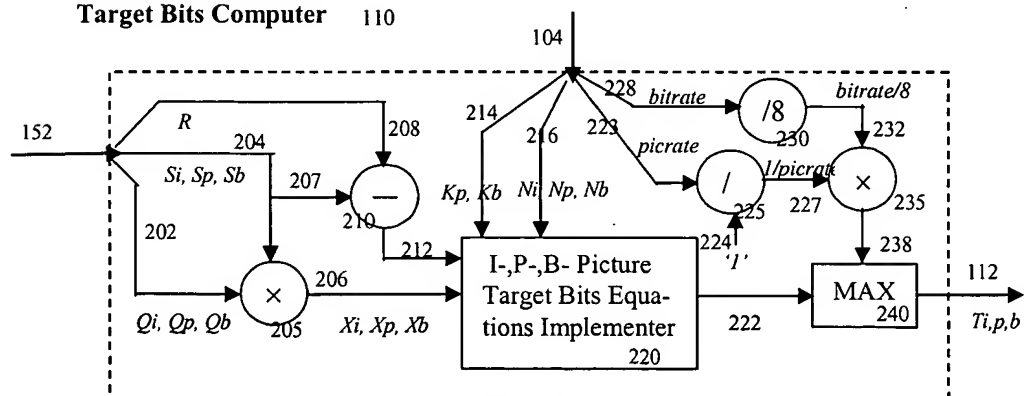 Target Bits Computer 110
104
152
R
208
214
216
228
bitrate
/8
230
bitrate/8
232
204
Si, Sp, Sb
207
—
210
223
picrate
/
225
1/picrate
227
×
235
202
Kp, Kb
Ni, Np, Nb
224
'1'
238
212
206
×
205
Qi, Qp, Qb
Xi, Xp, Xb
I-,P-,B- Picture
Target Bits Equa-
tions Implementer
220
222
MAX
240
112
Ti,p,b